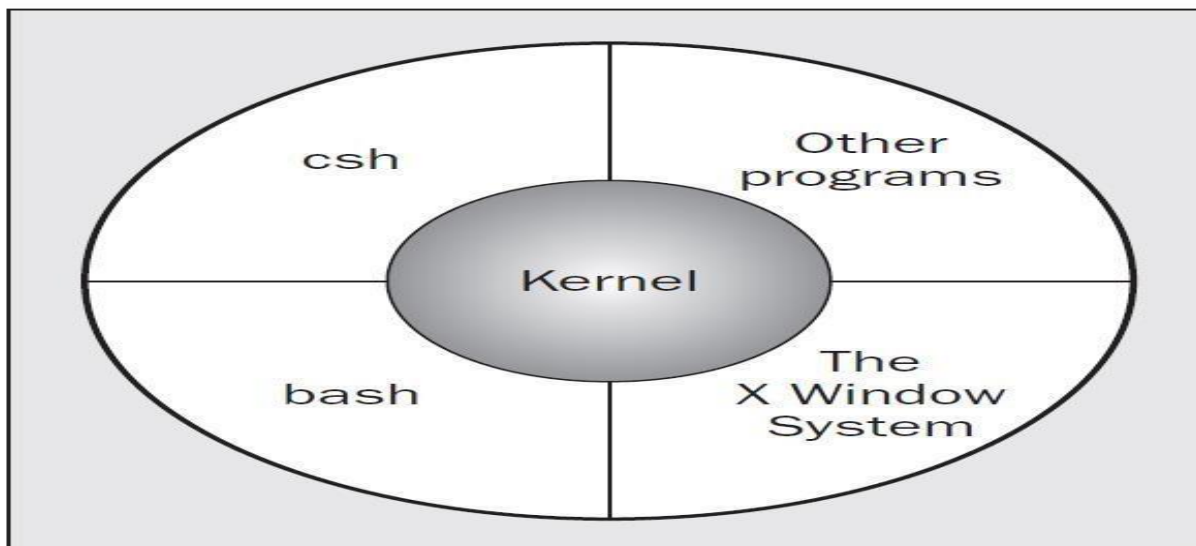 csh
Other
programs
Kernel
bash
The
X Window
System